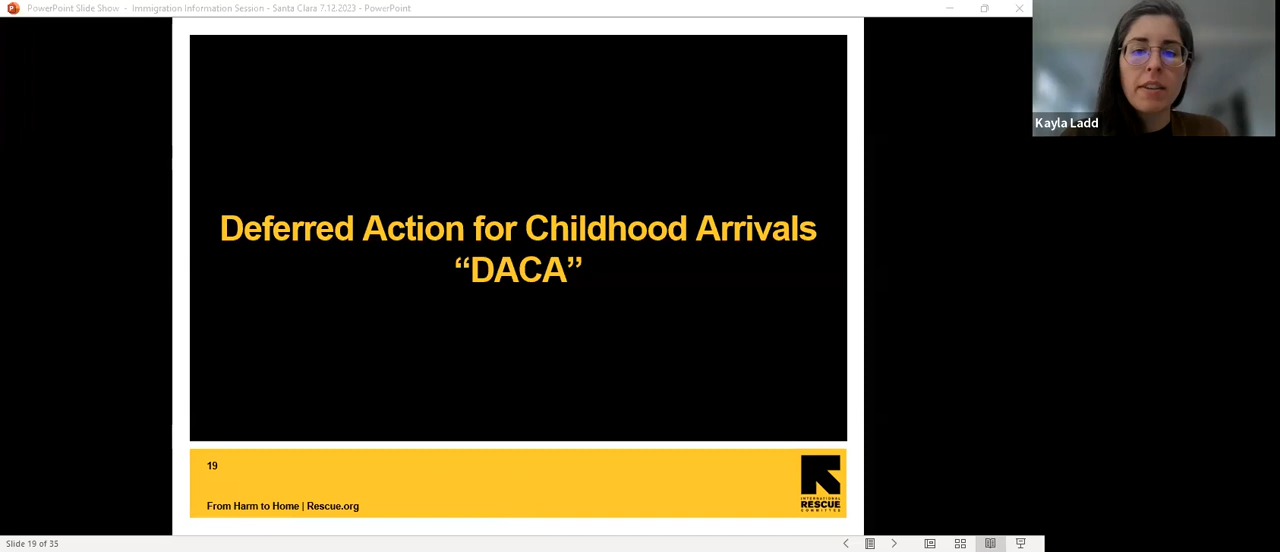 PowerPoint Slide Show - Immigration Information Session - Santa Clara 7.12.2023 - PowerPoint
Kayla Ladd
Deferred Action for Childhood Arrivals
“DACA”
19
From Harm to Home | Rescue.org
INTERNATIONAL
RESCUE
COMMITTEE
Slide 19 of 35